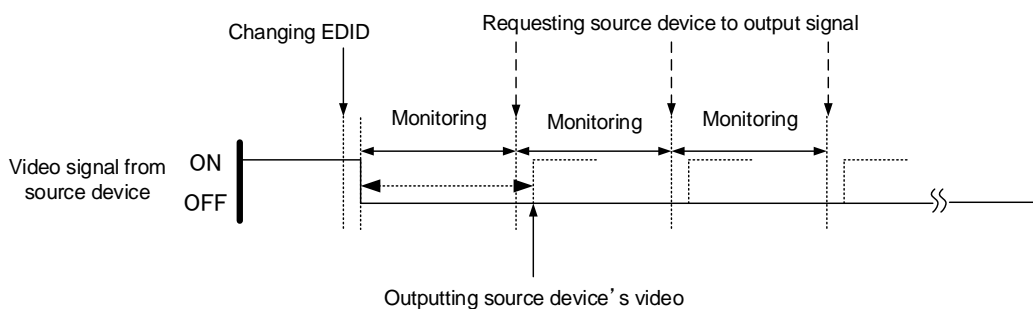 Requesting source device to output signal
Changing EDID
Monitoring
Monitoring
Monitoring
Video signal from
source device
ON
OFF
Outputting source device's video